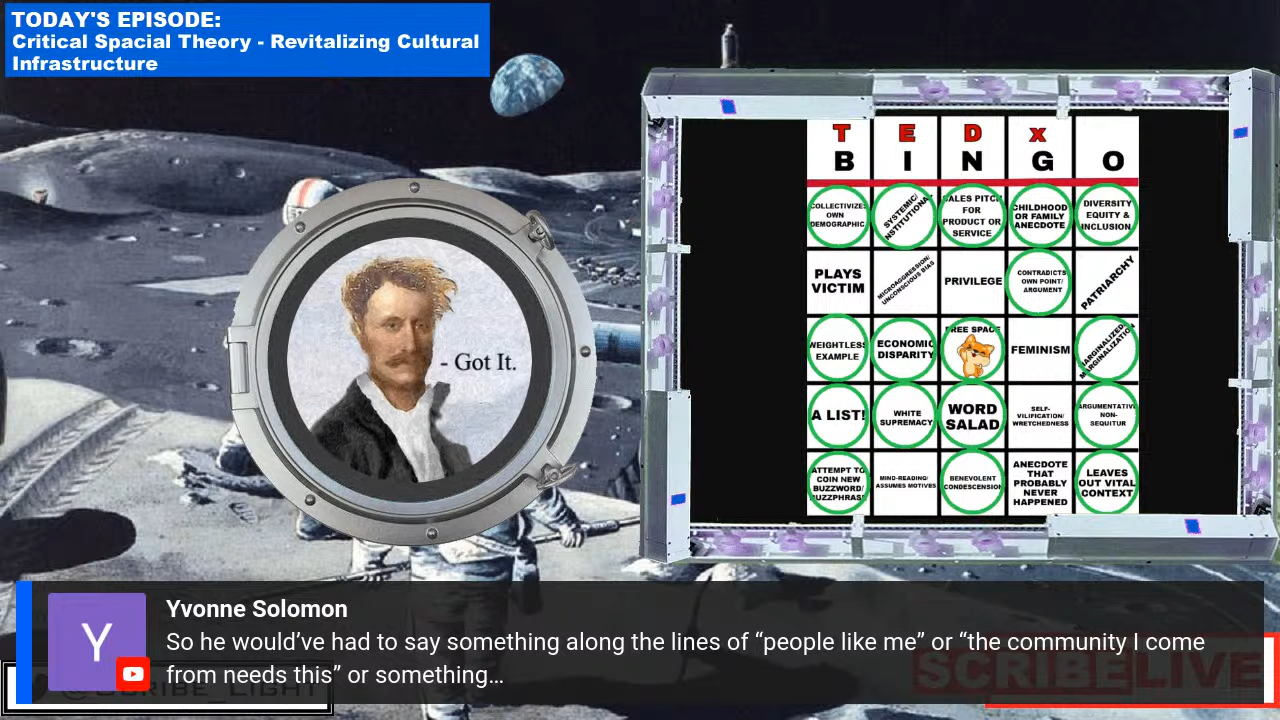 TODAY'S EPISODE:
Critical Spacial Theory - Revitalizing Cultural
Infrastructure
T E D x
B I N G O
COLLECTIVIZES
OWN
DEMOGRAPHIC
SYSTEMIC/
INSTITUTIONAL
SALES PITCH
FOR
PRODUCT OR
SERVICE
CHILDHOOD
OR FAMILY
ANECDOTE
DIVERSITY
EQUITY &
INCLUSION
PLAYS
VICTIM
MICROAGGRESSION/
UNCONSCIOUS BIAS
PRIVILEGE
CONTRADICTS
OWN POINT/
ARGUMENT
PATRIARCHY
WEIGHTLESS
EXAMPLE
ECONOMIC
DISPARITY
FREE SPACE
FEMINISM
MARGINALIZED/
MARGINALIZATION
A LIST!
WHITE
SUPREMACY
WORD
SALAD
SELF-
VILIFICATION/
WRETCHEDNESS
ARGUMENTATIVE
NON-
SEQUITUR
ATTEMPT TO
COIN NEW
BUZZWORD/
BUZZPHRASE
MIND-READING/
ASSUMES MOTIVES
BENEVOLENT
CONDESCENSION
ANECDOTE
THAT
PROBABLY
NEVER
HAPPENED
LEAVES
OUT VITAL
CONTEXT
- Got It.
Y
Yvonne Solomon
So he would’ve had to say something along the lines of “people like me” or “the community I come
from needs this” or something…
@SCRIBE_LIGHT
SCRIBELIVE